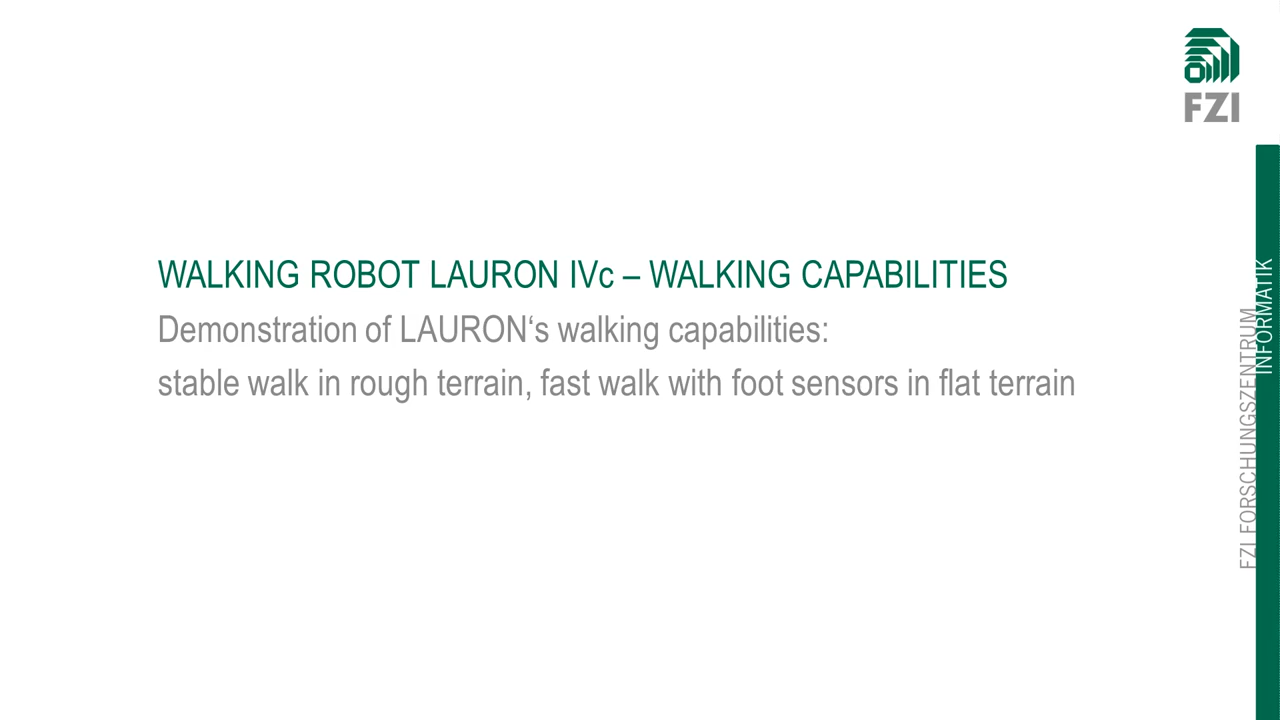 FZI
WALKING ROBOT LAURON IVc – WALKING CAPABILITIES
Demonstration of LAURON‘s walking capabilities:
stable walk in rough terrain, fast walk with foot sensors in flat terrain
FZI FORSCHUNGSZENTRUM
INFORMATIK